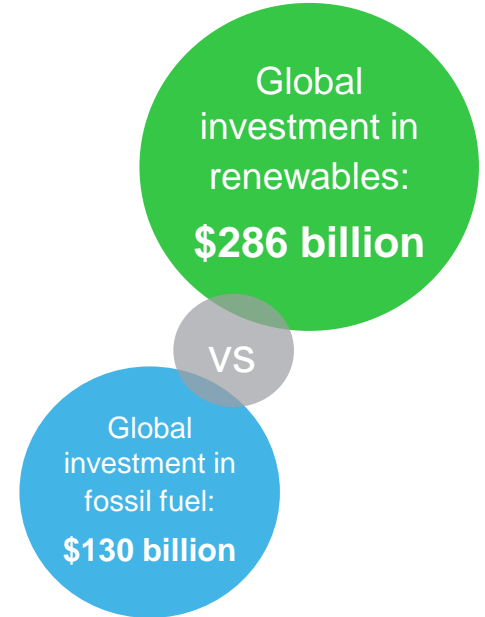 Global
investment in
renewables:
$286 billion
vs
Global
investment in
fossil fuel:
$130 billion